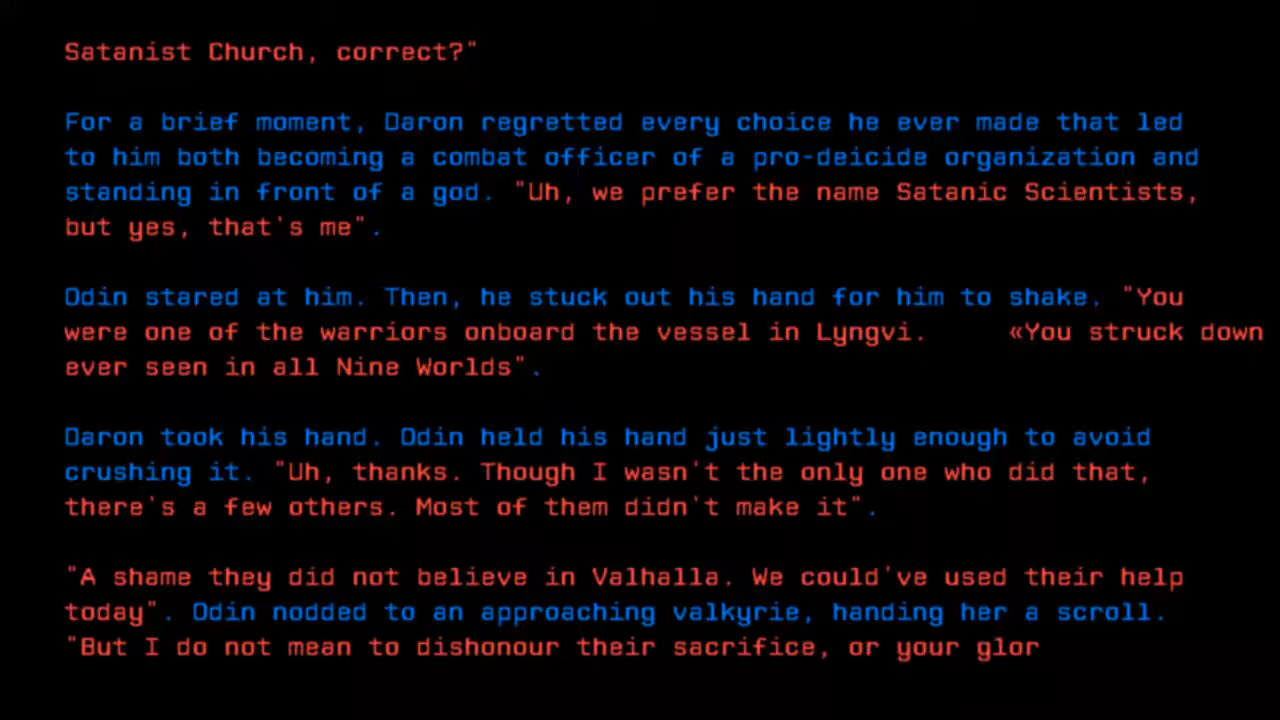 Satanist Church, correct?"
For a brief moment, Daron regretted every choice he ever made that led
to him both becoming a combat officer of a pro-deicide organization and
standing in front of a god. "Uh, we prefer the name Satanic Scientists,
but yes, that's me".
Odin stared at him. Then, he stuck out his hand for him to shake. "You
were one of the warriors onboard the vessel in Lyngvi. «You struck down
ever seen in all Nine Worlds".
Daron took his hand. Odin held his hand just lightly enough to avoid
crushing it. "Uh, thanks. Though I wasn't the only one who did that,
there's a few others. Most of them didn't make it".
"A shame they did not believe in Valhalla. We could've used their help
today". Odin nodded to an approaching valkyrie, handing her a scroll.
"But I do not mean to dishonour their sacrifice, or your glor